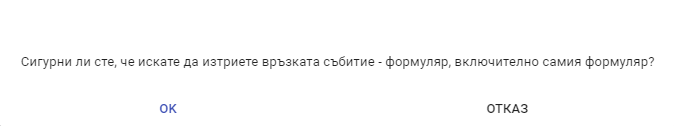 Сигурни ли сте, че искате да изтриете връзката събитие - формуляр, включително самия формуляр?
OK ОТКАЗ